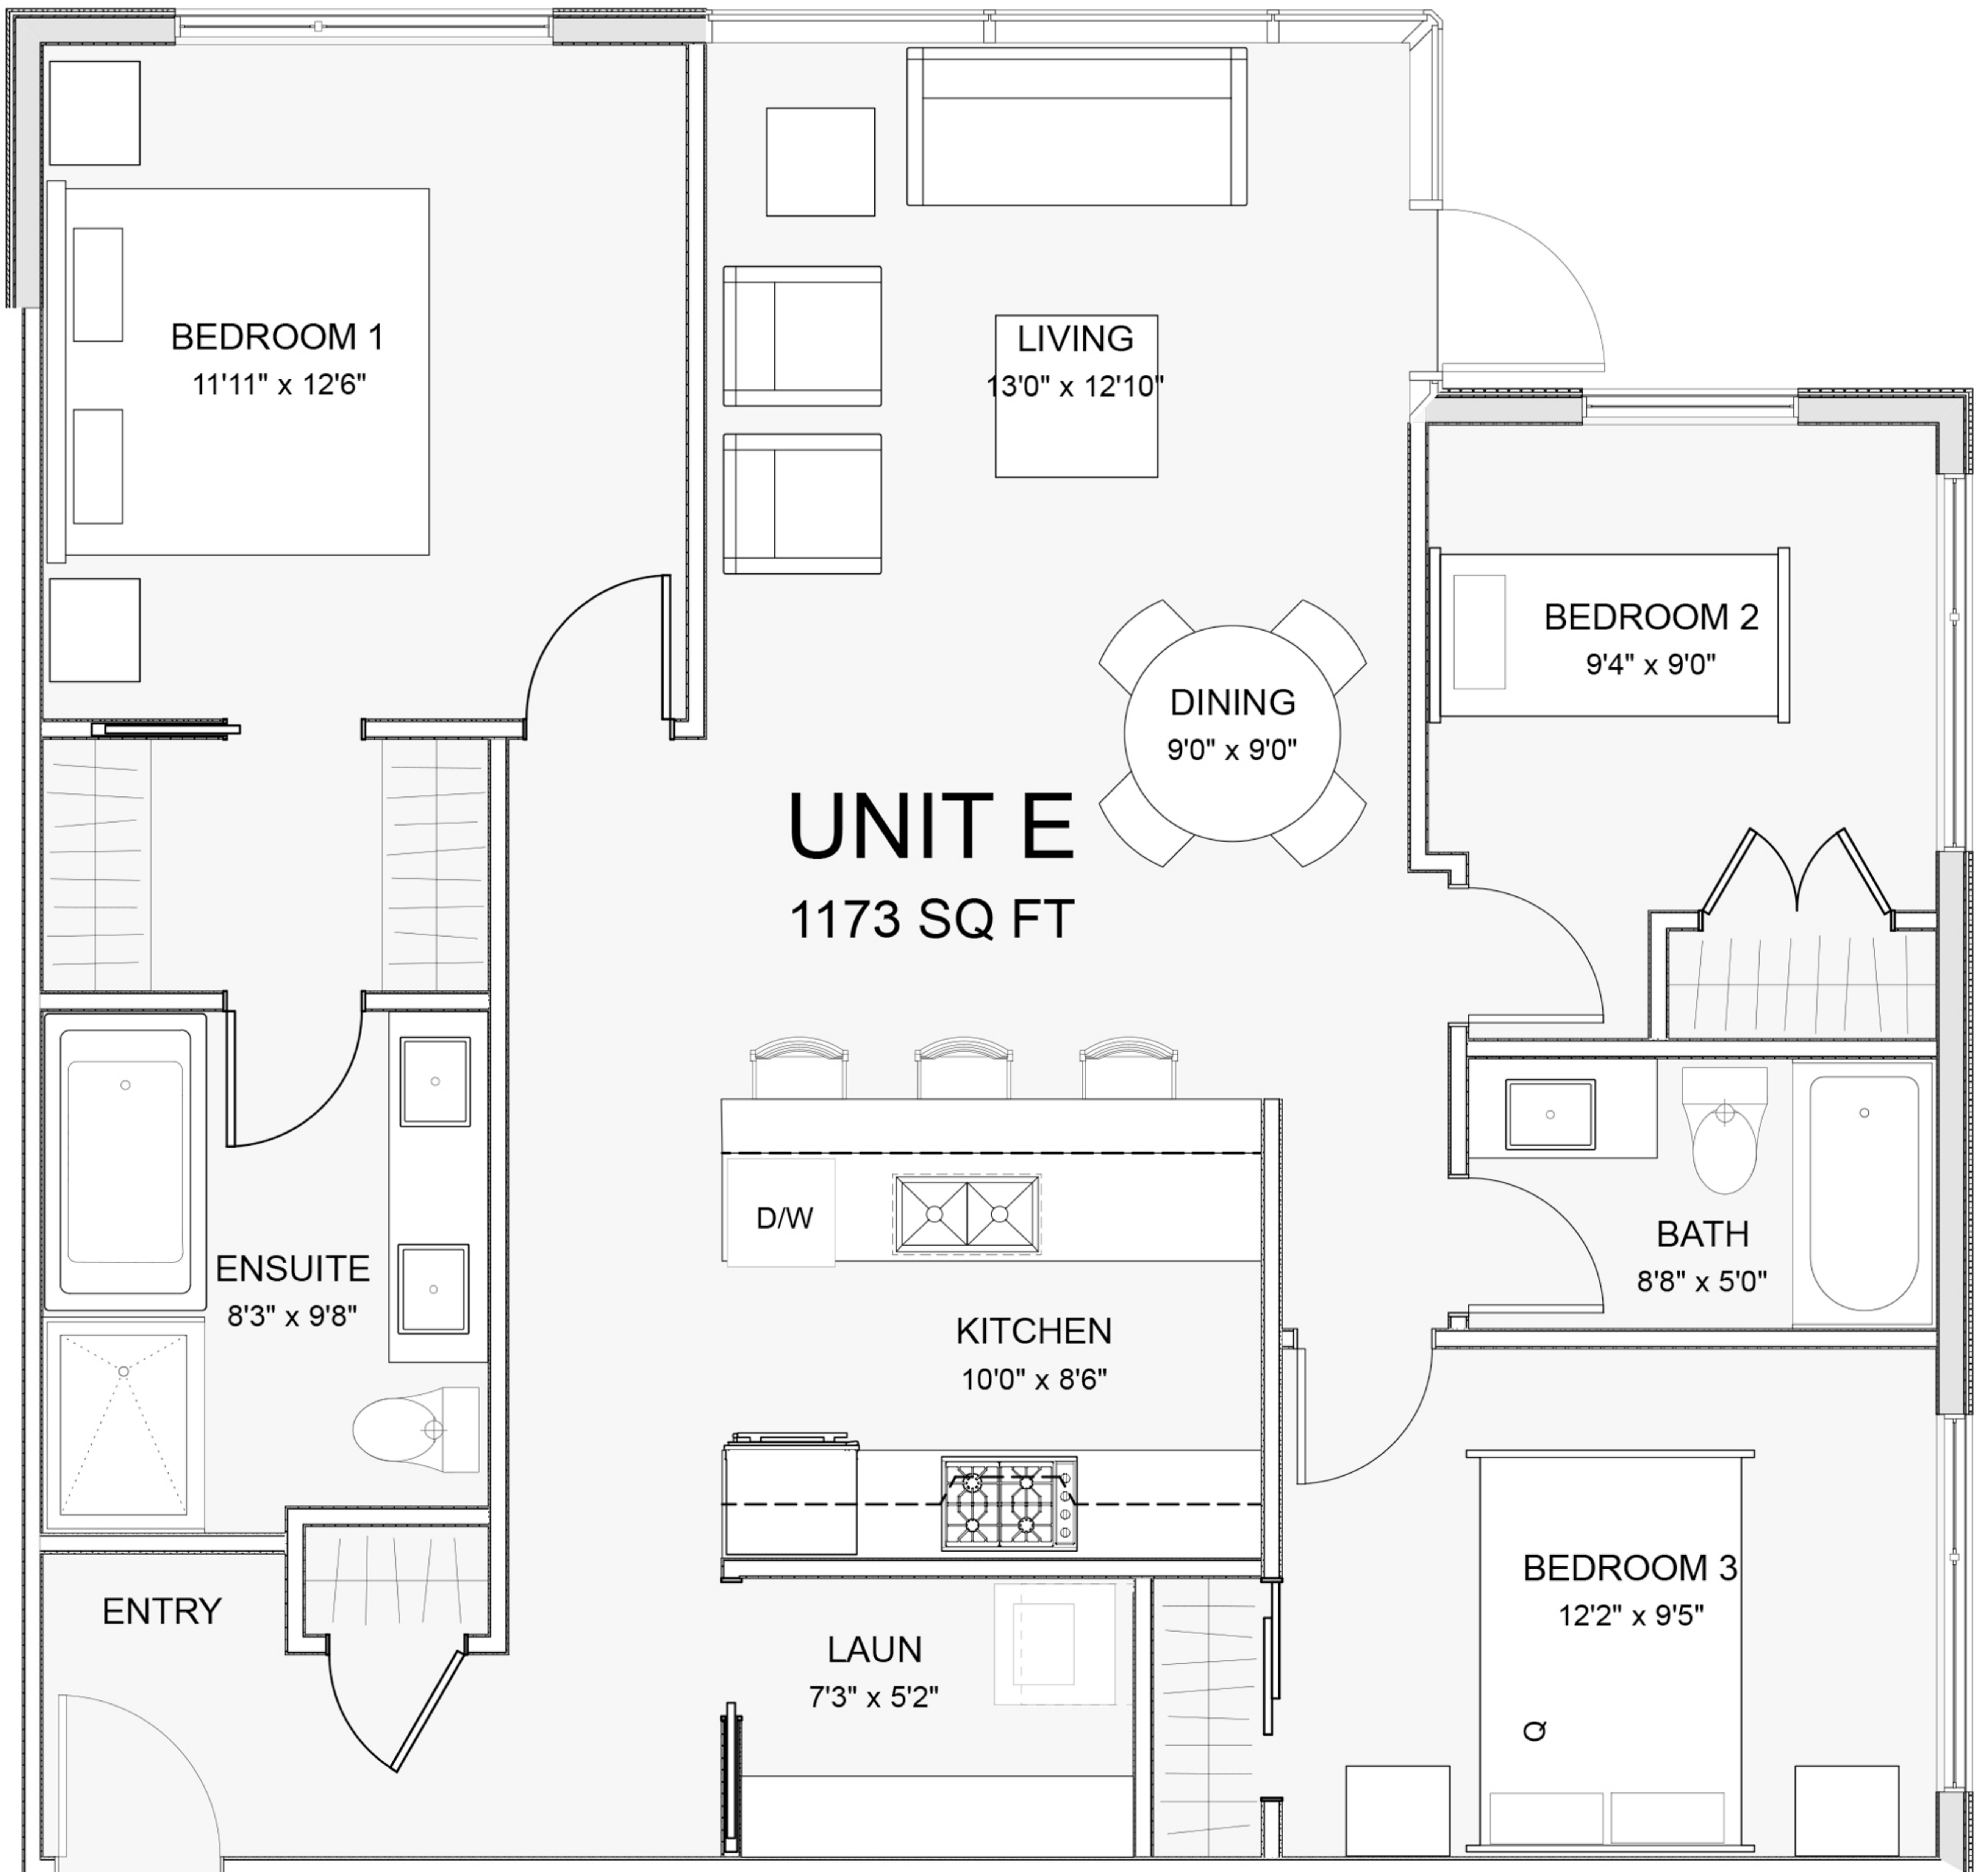 BEDROOM 1
11'11" x 12'6"
LIVING
13'0" x 12'10"
BEDROOM 2
9'4" x 9'0"
DINING
9'0" x 9'0"
UNIT E
1173 SQ FT
D/W
ENSUITE
8'3" x 9'8"
BATH
8'8" x 5'0"
KITCHEN
10'0" x 8'6"
BEDROOM 3
12'2" x 9'5"
ENTRY
LAUN
7'3" x 5'2"
Q